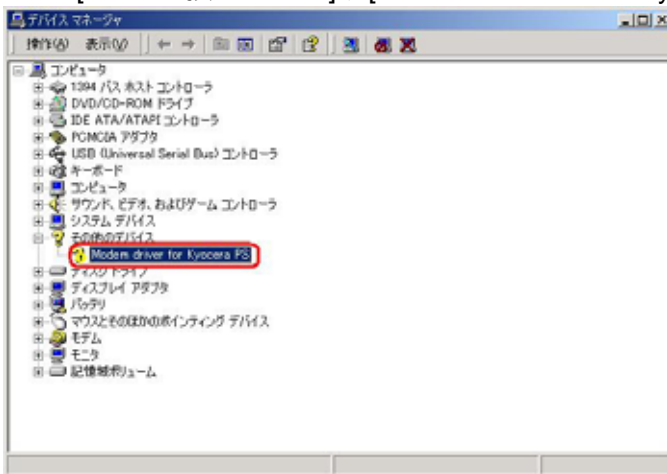 デバイス マネージャ
操作(A) 表示(V)
コンピュータ
1394 バス ホスト コントローラ
DVD/CD-ROM ドライブ
IDE ATA/ATAPI コントローラ
PCMCIA アダプタ
USB (Universal Serial Bus) コントローラ
キーボード
コンピュータ
サウンド、ビデオ、およびゲーム コントローラ
システム デバイス
その他のデバイス
Modem driver for Kyocera PS
ディスク ドライブ
ディスプレイ アダプタ
バッテリ
マウスとそのほかのポインティング デバイス
モデム
モニタ
記憶域ボリューム